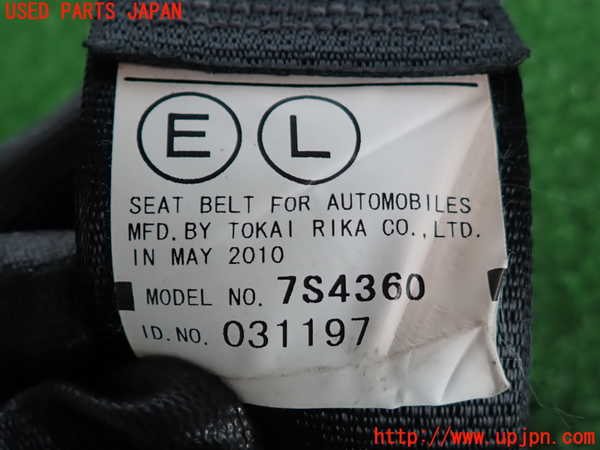 USED PARTS JAPAN
E L
SEAT BELT FOR AUTOMOBILES
MFD. BY TOKAI RIKA CO., LTD.
IN MAY 2010
MODEL NO. 7S4360
ID. NO. 031197
http://www.upjpn.com/